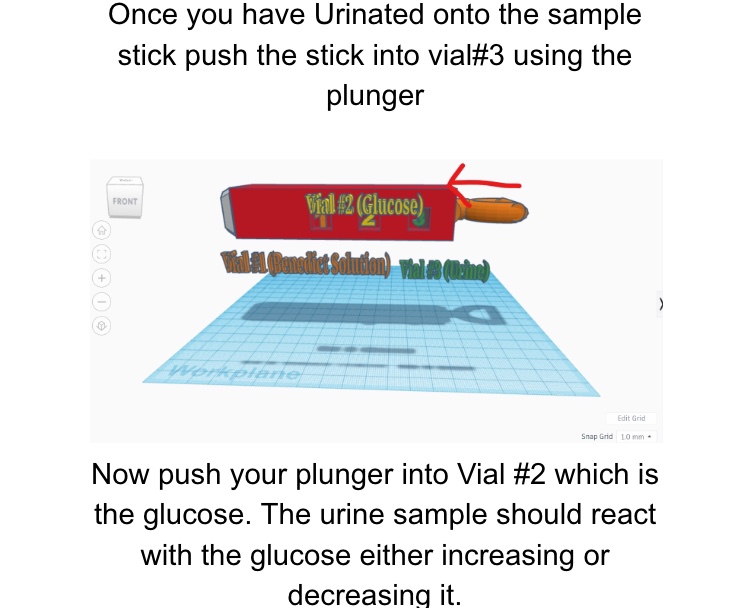 Once you have Urinated onto the sample
stick push the stick into vial#3 using the
plunger
FRONT
Vial #2 (Glucose)
1 2 3
Vial #1 (Benedict Solution) Vial #3 (Urine)
Workplane
Edit Grid
Snap Grid 1.0 mm
Now push your plunger into Vial #2 which is
the glucose. The urine sample should react
with the glucose either increasing or
decreasing it.